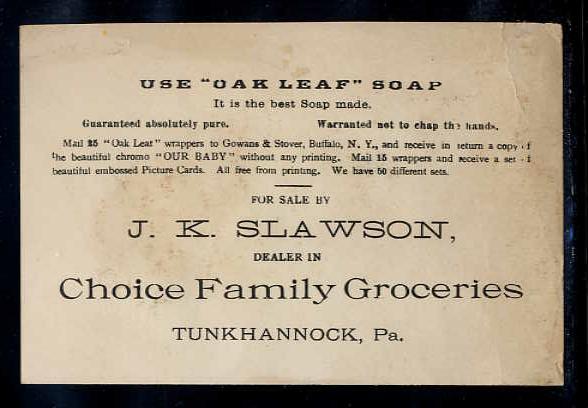 USE "OAK LEAF" SOAP
It is the best Soap made.
Guaranteed absolutely pure. Warranted not to chap the hands.
Mail 25 "Oak Leaf" wrappers to Gowans & Stover, Buffalo, N. Y., and receive in return a copy of
the beautiful chromo "OUR BABY" without any printing. Mail 15 wrappers and receive a set of
beautiful embossed Picture Cards. All free from printing. We have 50 different sets.
FOR SALE BY
J. K. SLAWSON,
DEALER IN
Choice Family Groceries
TUNKHANNOCK, Pa.